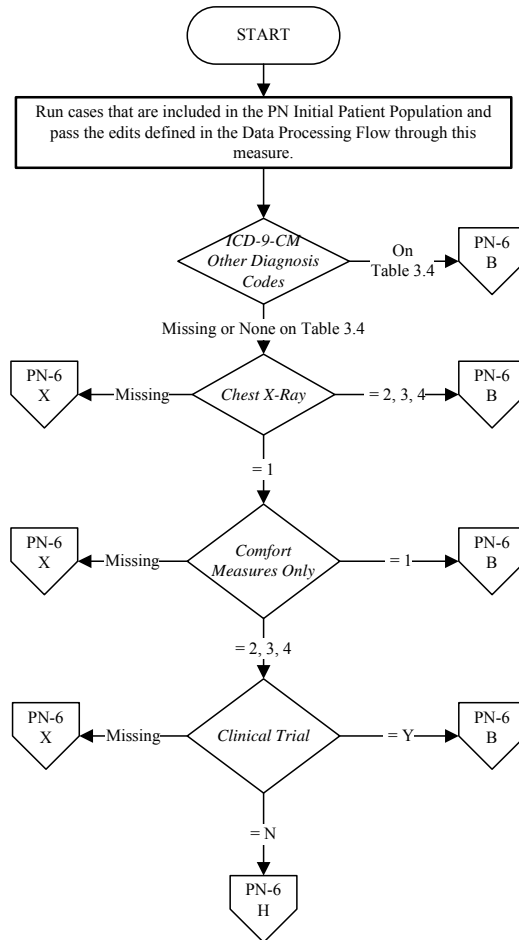 START
Run cases that are included in the PN Initial Patient Population and
pass the edits defined in the Data Processing Flow through this
measure.
ICD-9-CM
Other Diagnosis
Codes
On
Table 3.4
PN-6
B
Missing or None on Table 3.4
PN-6
X
Missing
Chest X-Ray
= 2, 3, 4
PN-6
B
= 1
PN-6
X
Missing
Comfort
Measures Only
= 1
PN-6
B
= 2, 3, 4
PN-6
X
Missing
Clinical Trial
= Y
PN-6
B
= N
PN-6
H